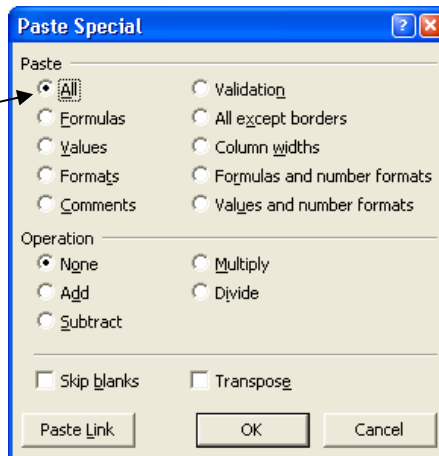 Paste Special
Paste
All
Validation
Formulas
All except borders
Values
Column widths
Formats
Formulas and number formats
Comments
Values and number formats
Operation
None
Multiply
Add
Divide
Subtract
Skip blanks
Transpose
Paste Link
OK
Cancel